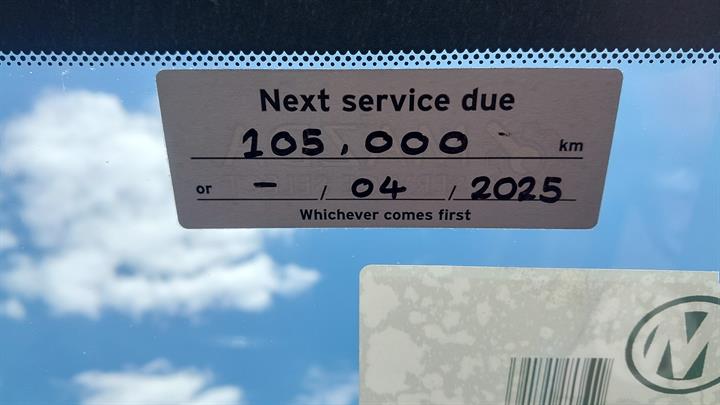 Next service due
105,000 km
or - / 04 / 2025
Whichever comes first
M